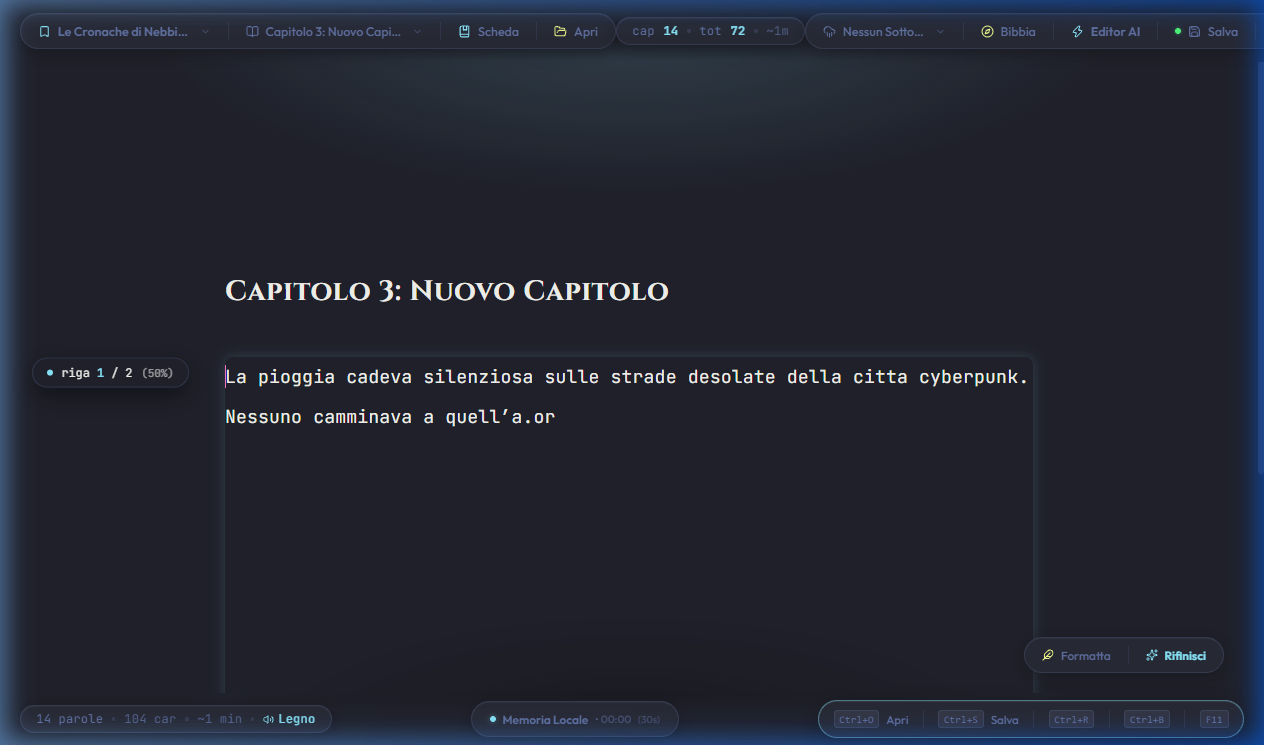 Le Cronache di Nebbi...
Capitolo 3: Nuovo Capi...
Scheda
Apri
cap 14 • tot 72 • ~1m
Nessun Sotto...
Bibbia
Editor AI
Salva
Capitolo 3: Nuovo Capitolo
riga 1 / 2 (50%)
La pioggia cadeva silenziosa sulle strade desolate della citta cyberpunk.
Nessuno camminava a quell’a.or
Formatta
Rifinisci
14 parole • 104 car • ~1 min • Legno
Memoria Locale • 00:00 (30s)
Ctrl+O Apri
Ctrl+S Salva
Ctrl+R
Ctrl+B
F11